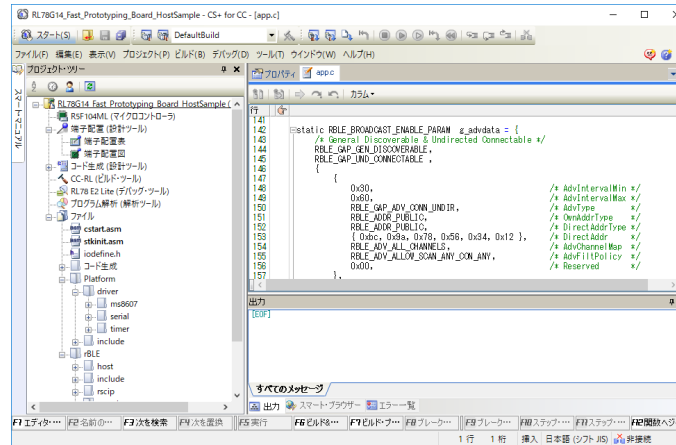 RL78G14_Fast_Prototyping_Board_HostSample - CS+ for CC - [app.c]
スタート(S)
DefaultBuild
ファイル(F) 編集(E) 表示(V) プロジェクト(P) ビルド(B) デバッグ(D) ツール(T) ウインドウ(W) ヘルプ(H)
プロジェクト・ツリー
プロパティ
app.c
スマート・マニュアル
カラム
行
RL78G14_Fast_Prototyping_Board_HostSample (
R5F104ML (マイクロコントローラ)
端子配置 (設計ツール)
端子配置表
端子配置図
コード生成 (設計ツール)
CC-RL (ビルド・ツール)
RL78 E2 Lite (デバッグ・ツール)
プログラム解析 (解析ツール)
ファイル
cstart.asm
stkinit.asm
iodefine.h
コード生成
Platform
driver
ms8607
serial
timer
include
rBLE
host
include
rscip
141
142 static RBLE_BROADCAST_ENABLE_PARAM g_advdata = {
143 /* General Discoverable & Undirected Connectable */
144 RBLE_GAP_GEN_DISCOVERABLE,
145 RBLE_GAP_UND_CONNECTABLE ,
146 {
147 {
148 0x30, /* AdvIntervalMin */
149 0x60, /* AdvIntervalMax */
150 RBLE_GAP_ADV_CONN_UNDIR, /* AdvType */
151 RBLE_ADDR_PUBLIC, /* OwnAddrType */
152 RBLE_ADDR_PUBLIC, /* DirectAddrType */
153 { 0xbc, 0x9a, 0x78, 0x56, 0x34, 0x12 }, /* DirectAddr */
154 RBLE_ADV_ALL_CHANNELS, /* AdvChannelMap */
155 RBLE_ADV_ALLOW_SCAN_ANY_CON_ANY, /* AdvFiltPolicy */
156 0x00, /* Reserved */
157 },
出力
[EOF]
すべてのメッセージ
出力 スマート・ブラウザー エラー一覧
F1 エディタ・… F2 名前の… F3 次を検索 F4 次を置換 F5 実行 F6 ビルド&… F7 ビルド・プ… F8 ブレーク・… F9 ブレーク・… F10 ステップ・… F11 ステップ・… F12 関数へジ
1 行 1 桁 挿入 日本語 (シフト JIS) 非接続